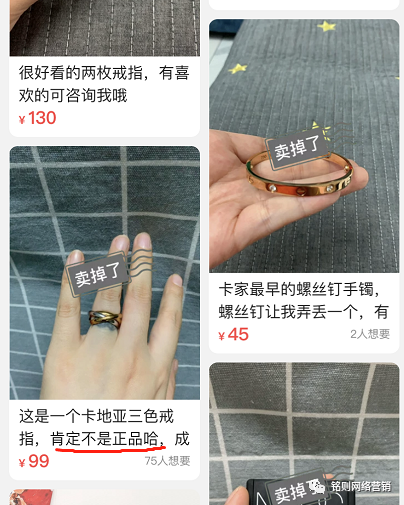 很好看的两枚戒指，有喜
欢的可咨询我哦
¥130
卖掉了
这是一个卡地亚三色戒
指，肯定不是正品哈，成
¥99
75人想要
卖掉了
卡家最早的螺丝钉手镯，
螺丝钉让我弄丢一个，有
¥45
2人想要
卖掉了
铭则网络营销